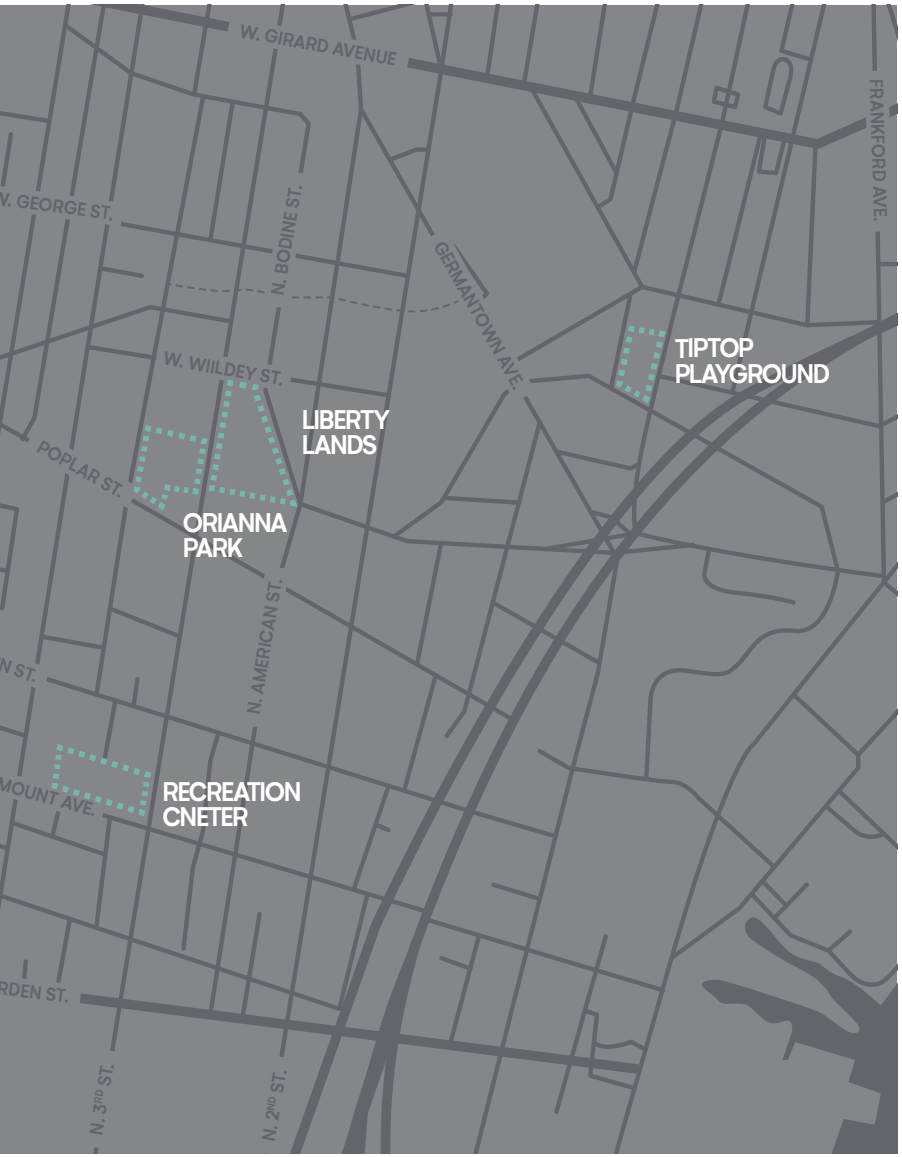 W. GIRARD AVENUE
FRANKFORD AVE.
W. GEORGE ST.
N. BODINE ST.
GERMANTOWN AVE.
TIPTOP
PLAYGROUND
W. WIILDEY ST.
LIBERTY
LANDS
POPLAR ST.
ORIANNA
PARK
N. AMERICAN ST.
N ST.
RECREATION
CNETER
MOUNT AVE.
RDEN ST.
N. 3RD ST.
N. 2ND ST.